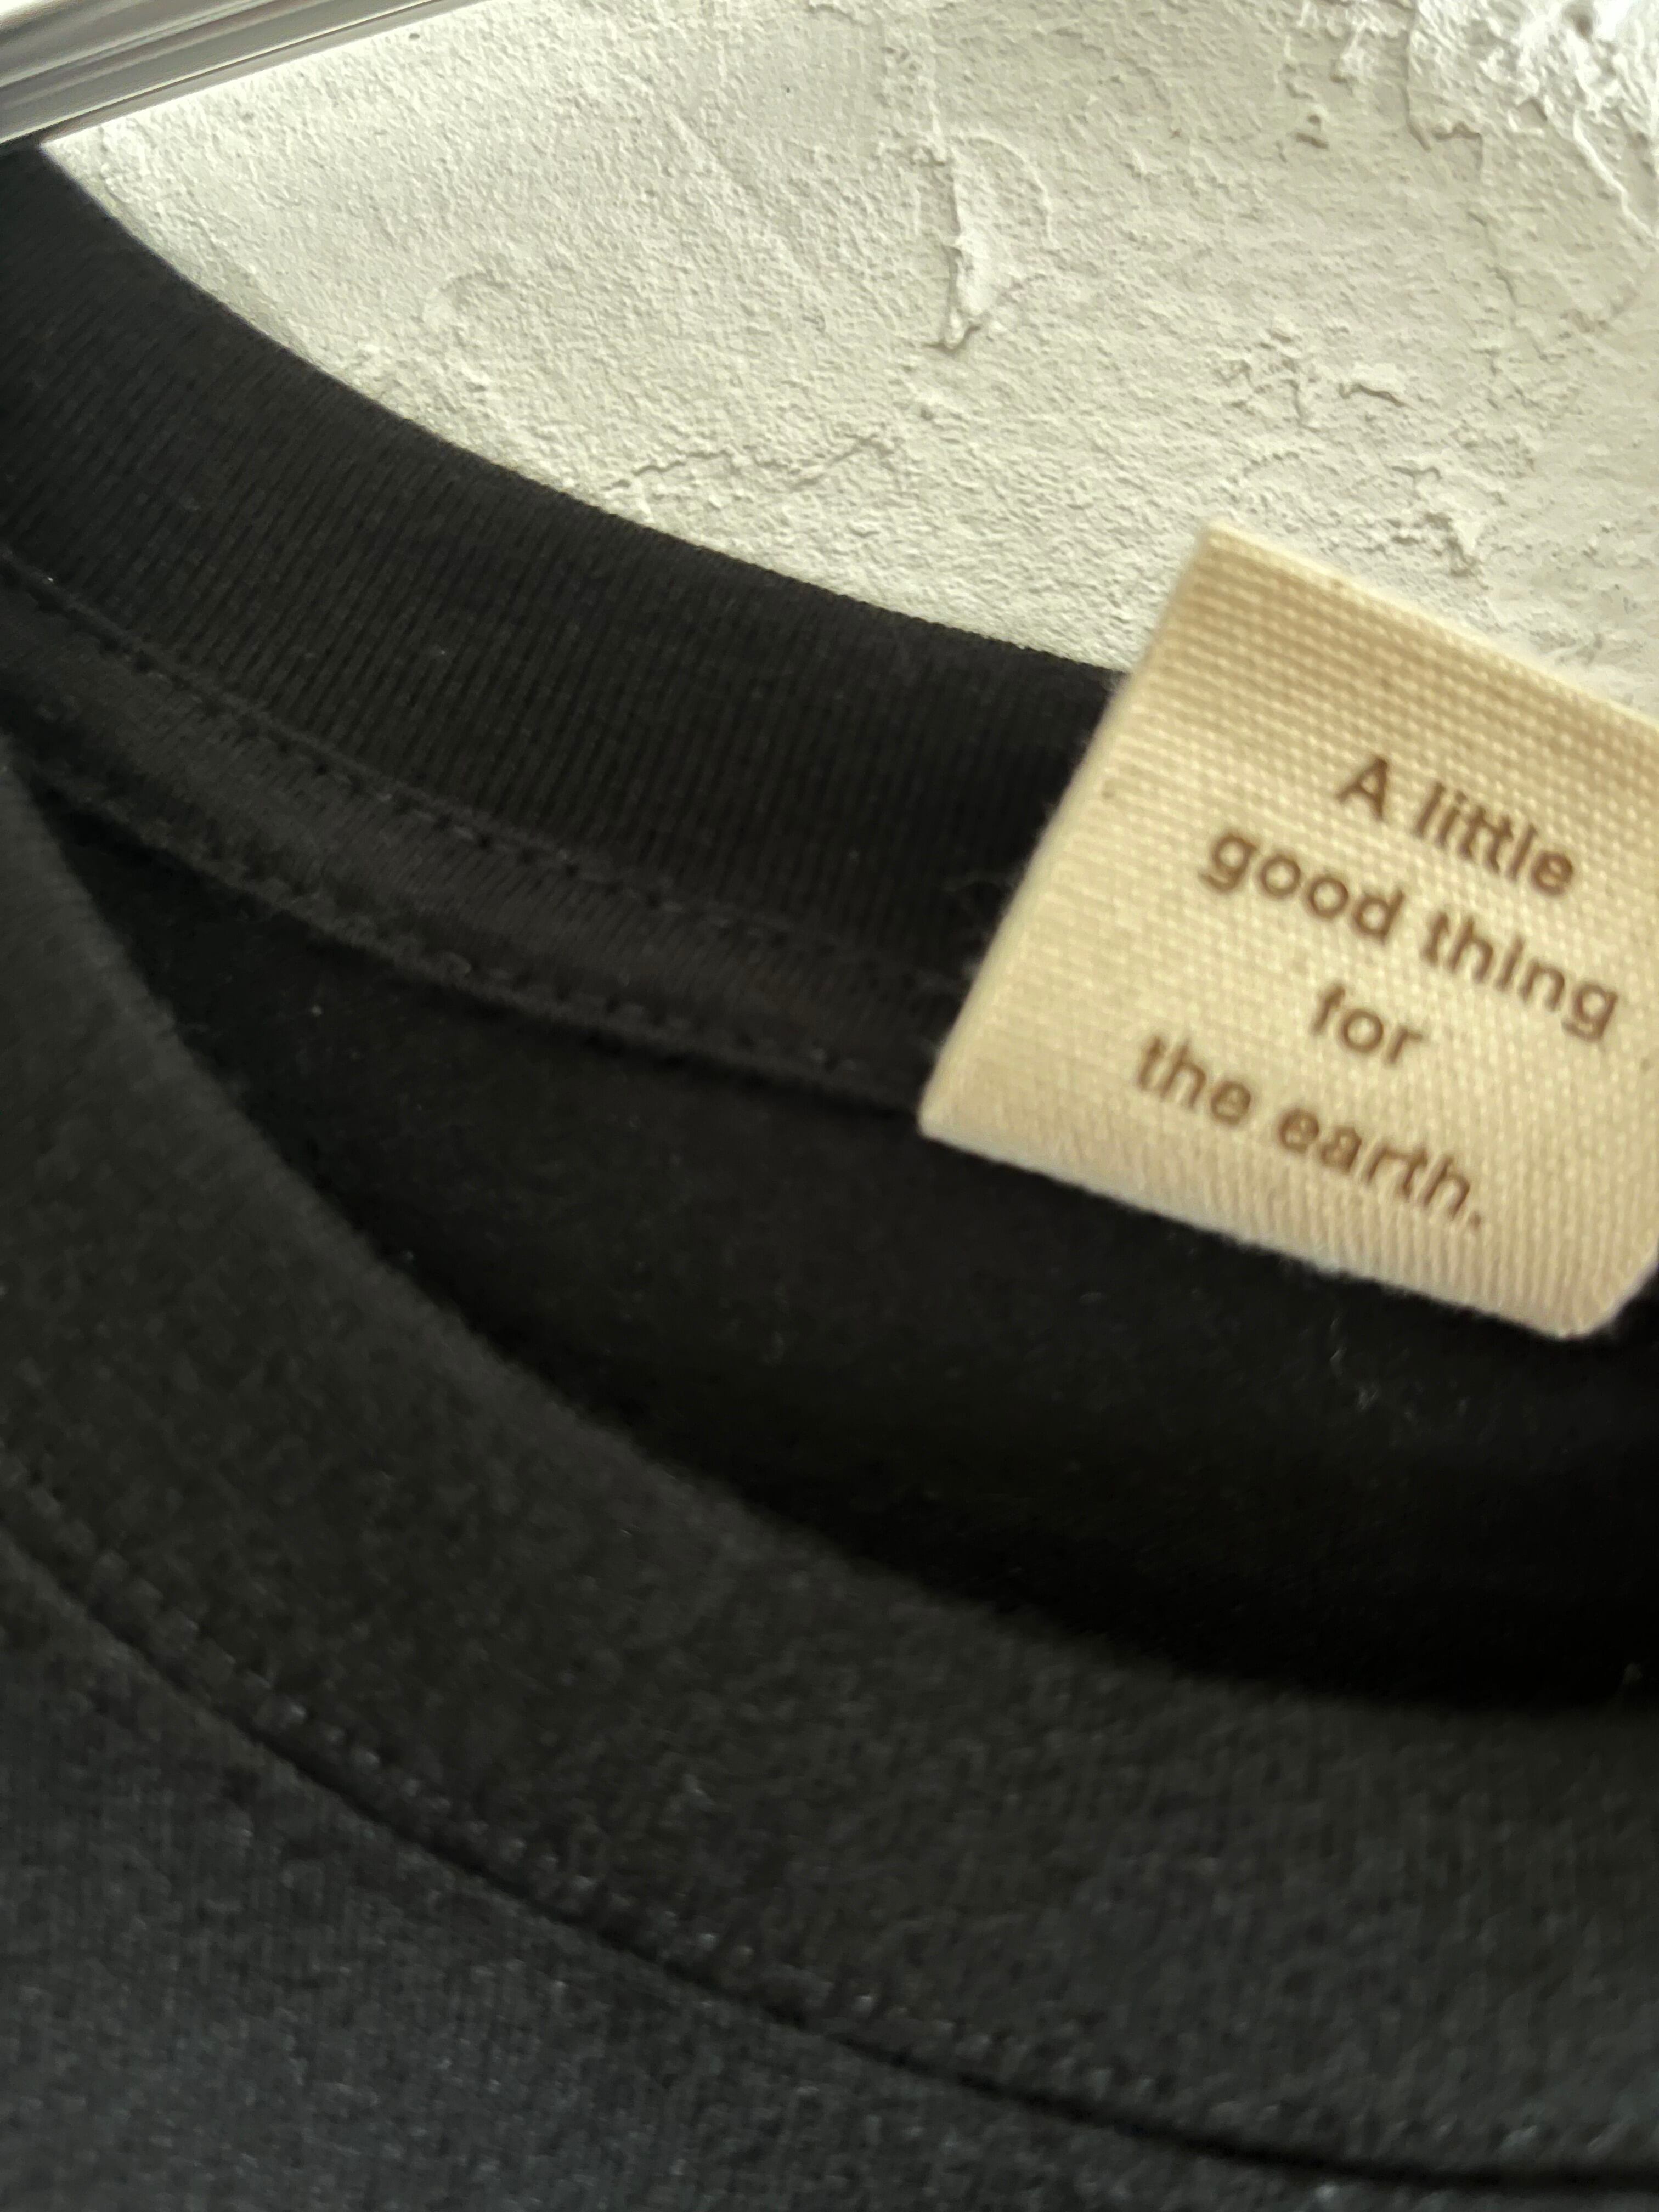 A little
good thing
for
the earth.